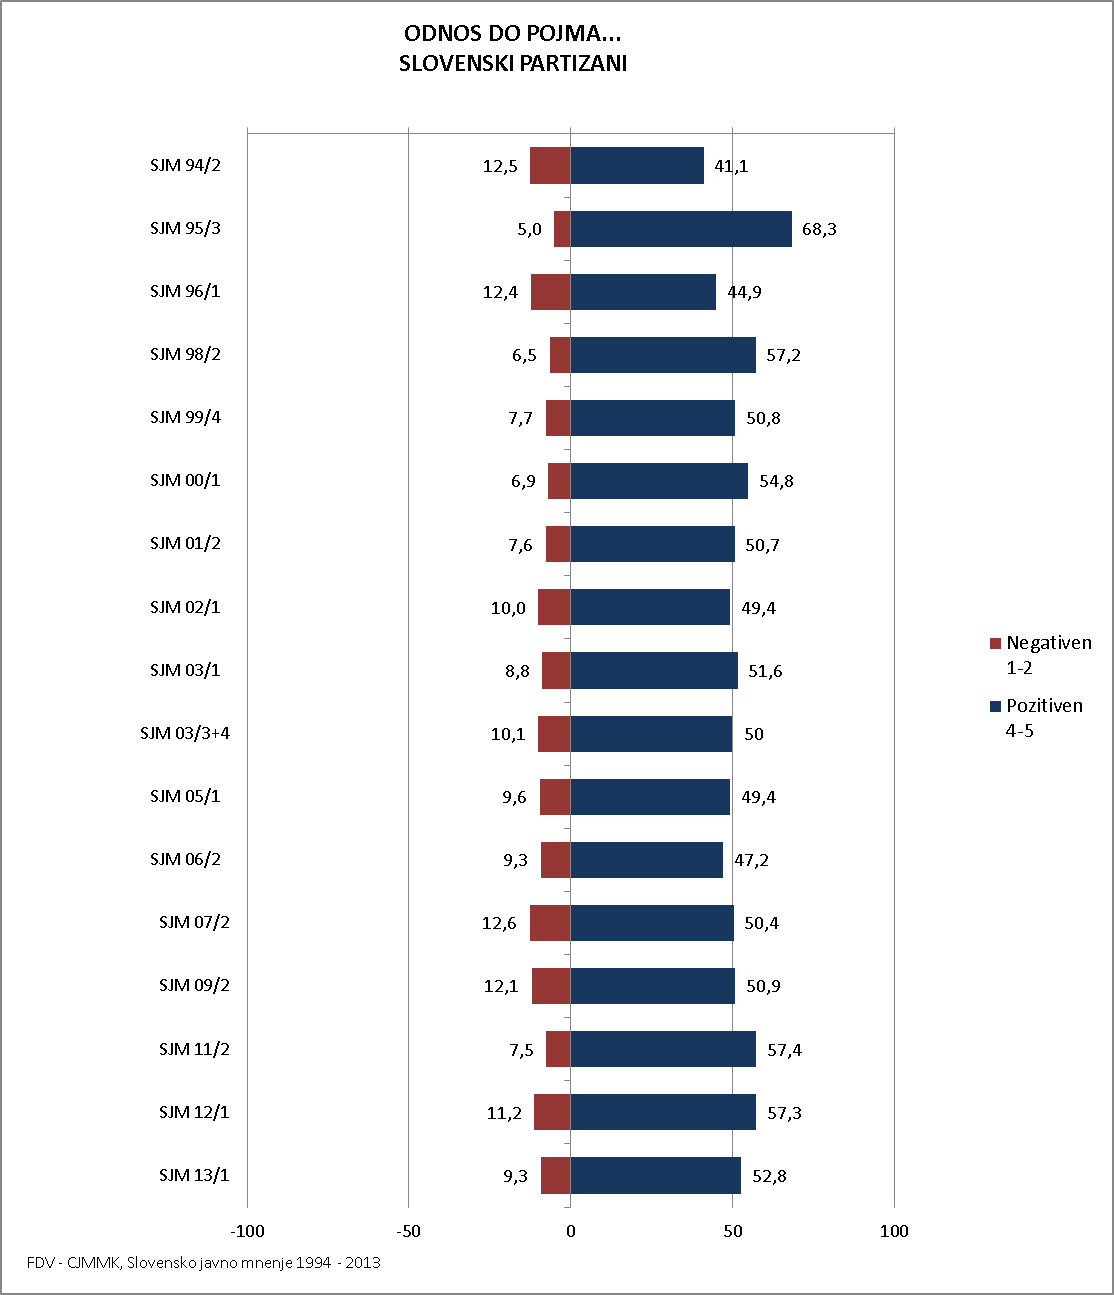 ODNOS DO POJMA...
SLOVENSKI PARTIZANI
SJM 94/2 12,5 41,1
SJM 95/3 5,0 68,3
SJM 96/1 12,4 44,9
SJM 98/2 6,5 57,2
SJM 99/4 7,7 50,8
SJM 00/1 6,9 54,8
SJM 01/2 7,6 50,7
SJM 02/1 10,0 49,4
SJM 03/1 8,8 51,6
SJM 03/3+4 10,1 50
SJM 05/1 9,6 49,4
SJM 06/2 9,3 47,2
SJM 07/2 12,6 50,4
SJM 09/2 12,1 50,9
SJM 11/2 7,5 57,4
SJM 12/1 11,2 57,3
SJM 13/1 9,3 52,8
-100 -50 0 50 100
Negativen
1-2
Pozitiven
4-5
FDV - CJMMK, Slovensko javno mnenje 1994 - 2013